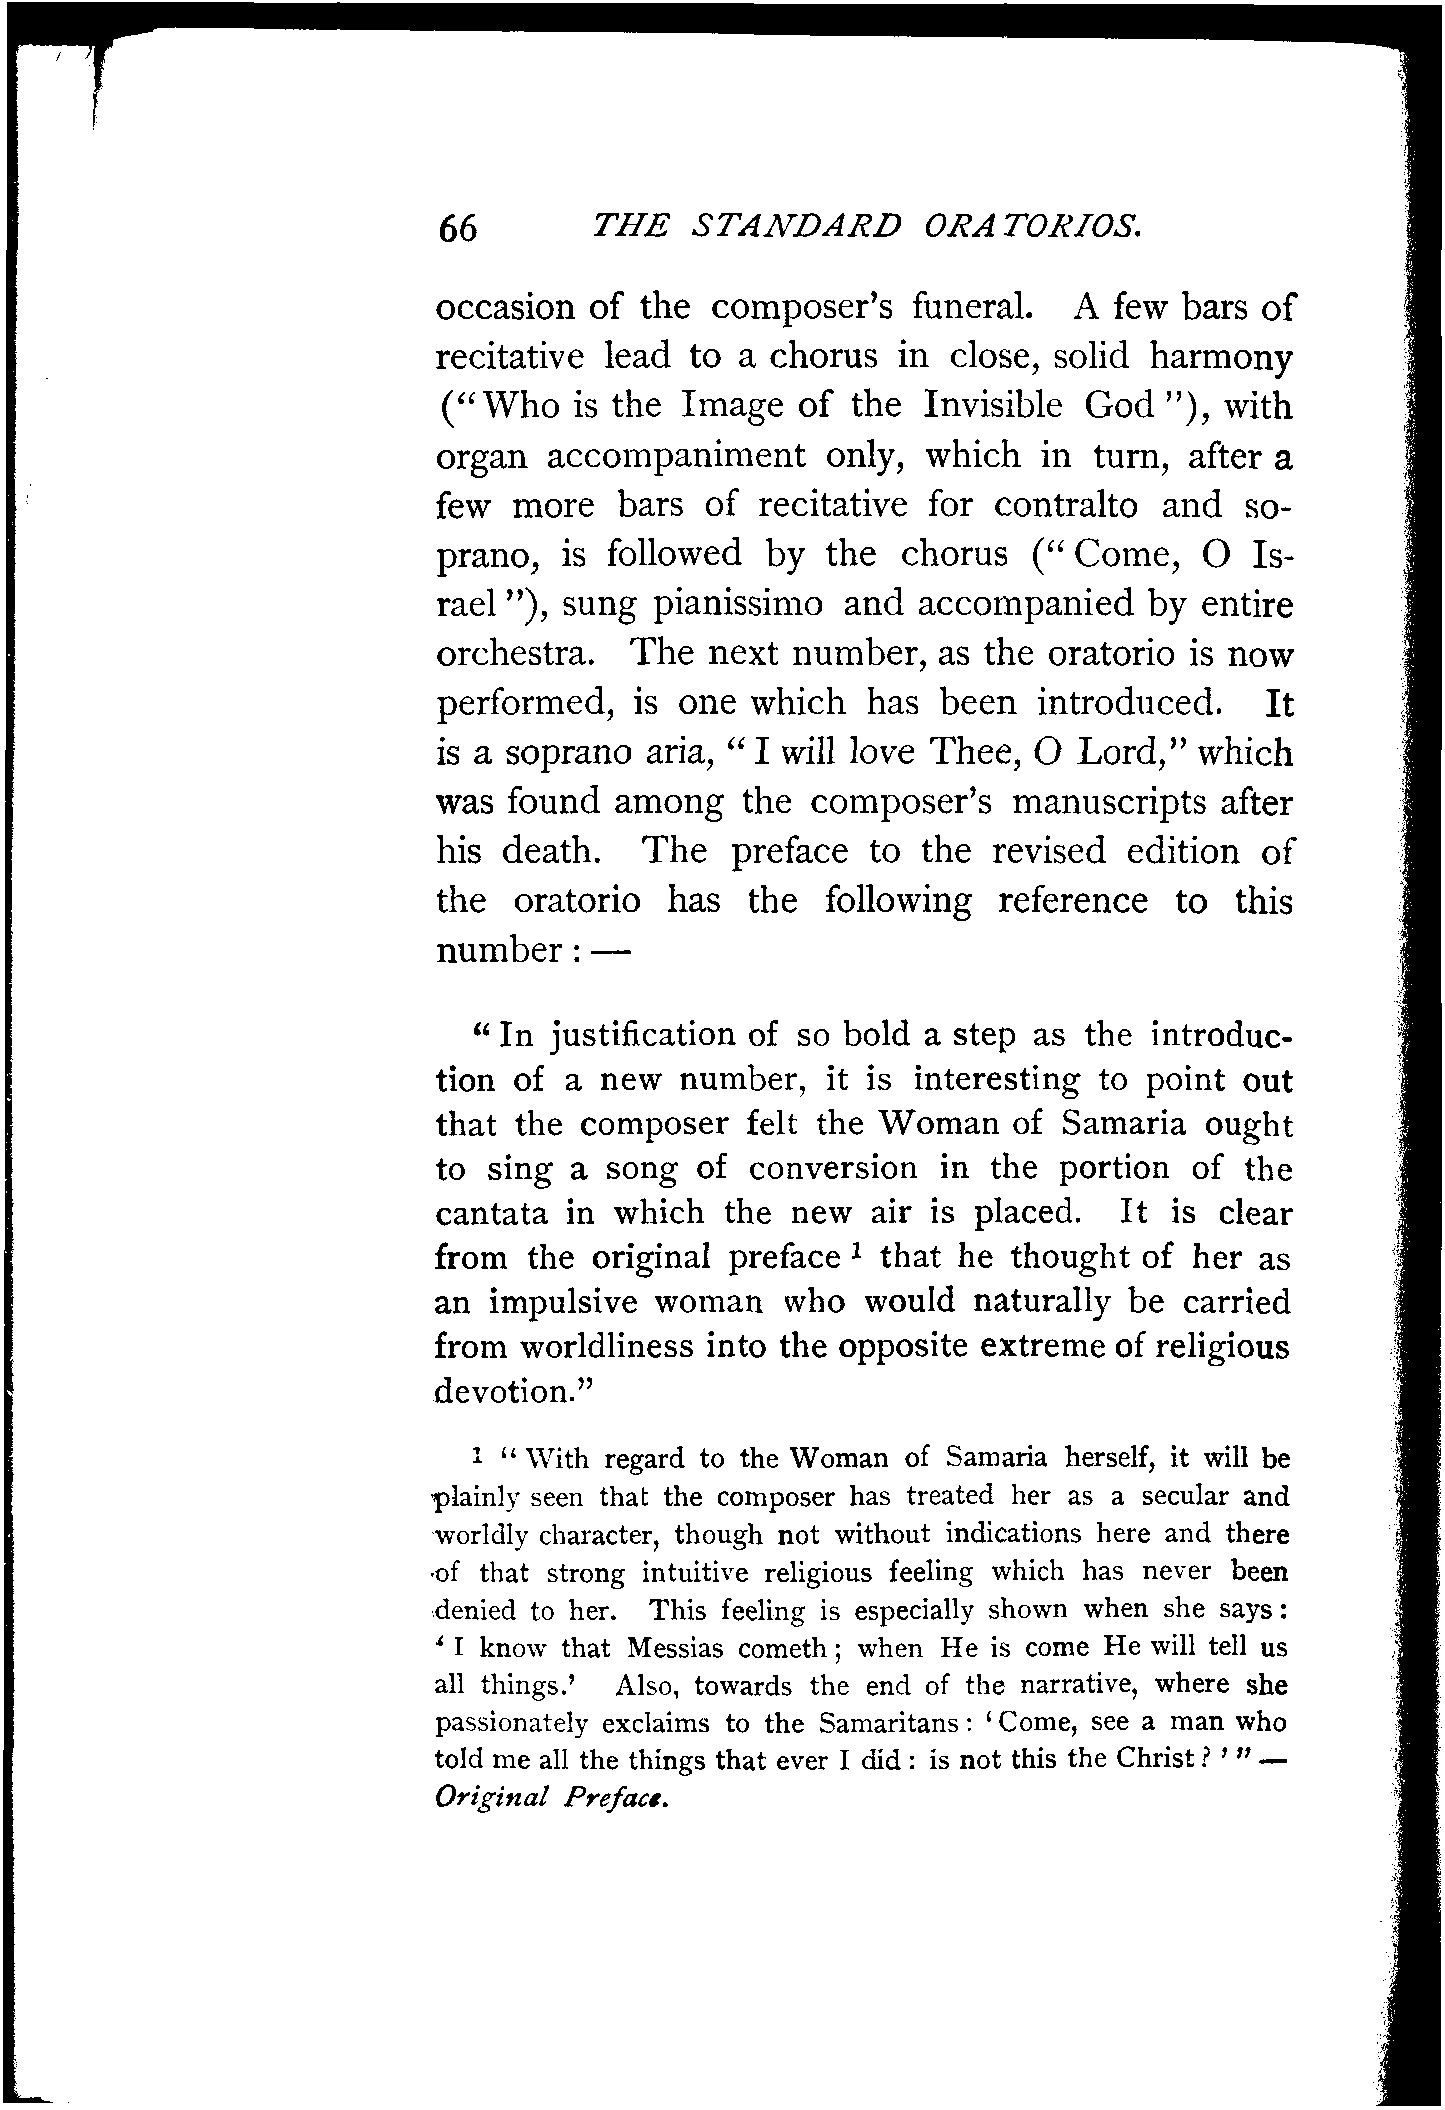 66 THE STANDARD ORATORIOS.
occasion of the composer's funeral. A few bars of
recitative lead to a chorus in close, solid harmony
("Who is the Image of the Invisible God"), with
organ accompaniment only, which in turn, after a
few more bars of recitative for contralto and so-
prano, is followed by the chorus ("Come, O Is-
rael"), sung pianissimo and accompanied by entire
orchestra. The next number, as the oratorio is now
performed, is one which has been introduced. It
is a soprano aria, "I will love Thee, O Lord," which
was found among the composer's manuscripts after
his death. The preface to the revised edition of
the oratorio has the following reference to this
number: —
"In justification of so bold a step as the introduc-
tion of a new number, it is interesting to point out
that the composer felt the Woman of Samaria ought
to sing a song of conversion in the portion of the
cantata in which the new air is placed. It is clear
from the original preface ¹ that he thought of her as
an impulsive woman who would naturally be carried
from worldliness into the opposite extreme of religious
devotion."
¹ "With regard to the Woman of Samaria herself, it will be
plainly seen that the composer has treated her as a secular and
worldly character, though not without indications here and there
of that strong intuitive religious feeling which has never been
denied to her. This feeling is especially shown when she says:
'I know that Messias cometh; when He is come He will tell us
all things.' Also, towards the end of the narrative, where she
passionately exclaims to the Samaritans: 'Come, see a man who
told me all the things that ever I did: is not this the Christ?'" —
Original Preface.